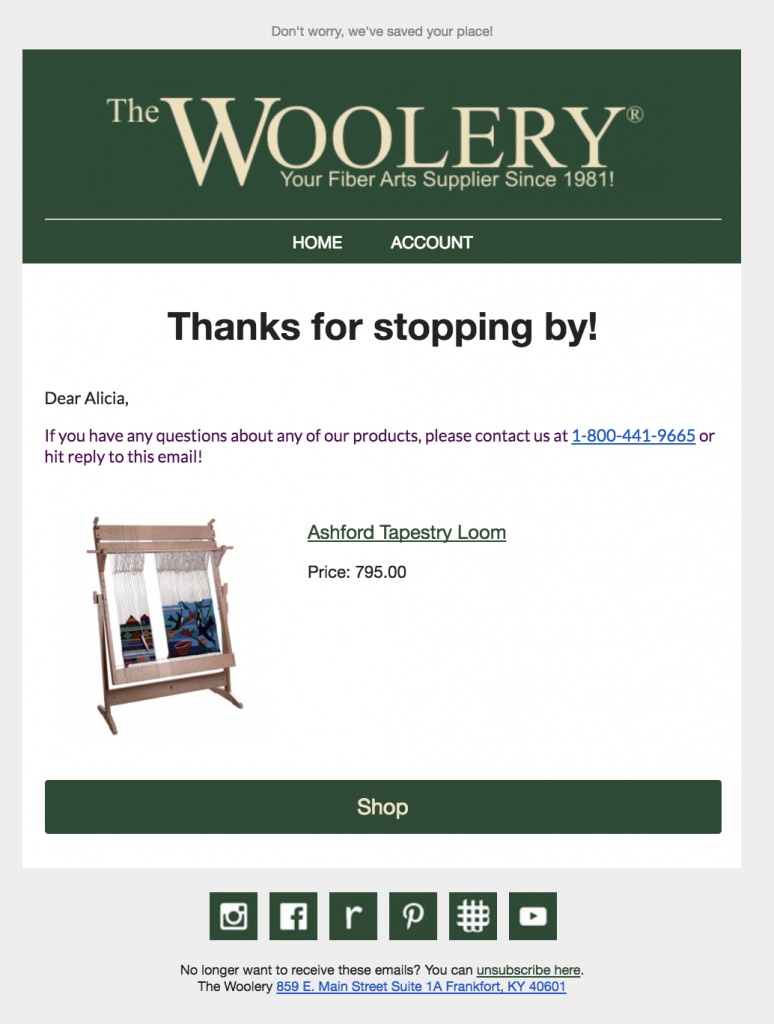 Don't worry, we've saved your place!
The WOOLERY®
Your Fiber Arts Supplier Since 1981!
HOME ACCOUNT
Thanks for stopping by!
Dear Alicia,
If you have any questions about any of our products, please contact us at 1-800-441-9665 or
hit reply to this email!
Ashford Tapestry Loom
Price: 795.00
Shop
No longer want to receive these emails? You can unsubscribe here.
The Woolery 859 E. Main Street Suite 1A Frankfort, KY 40601